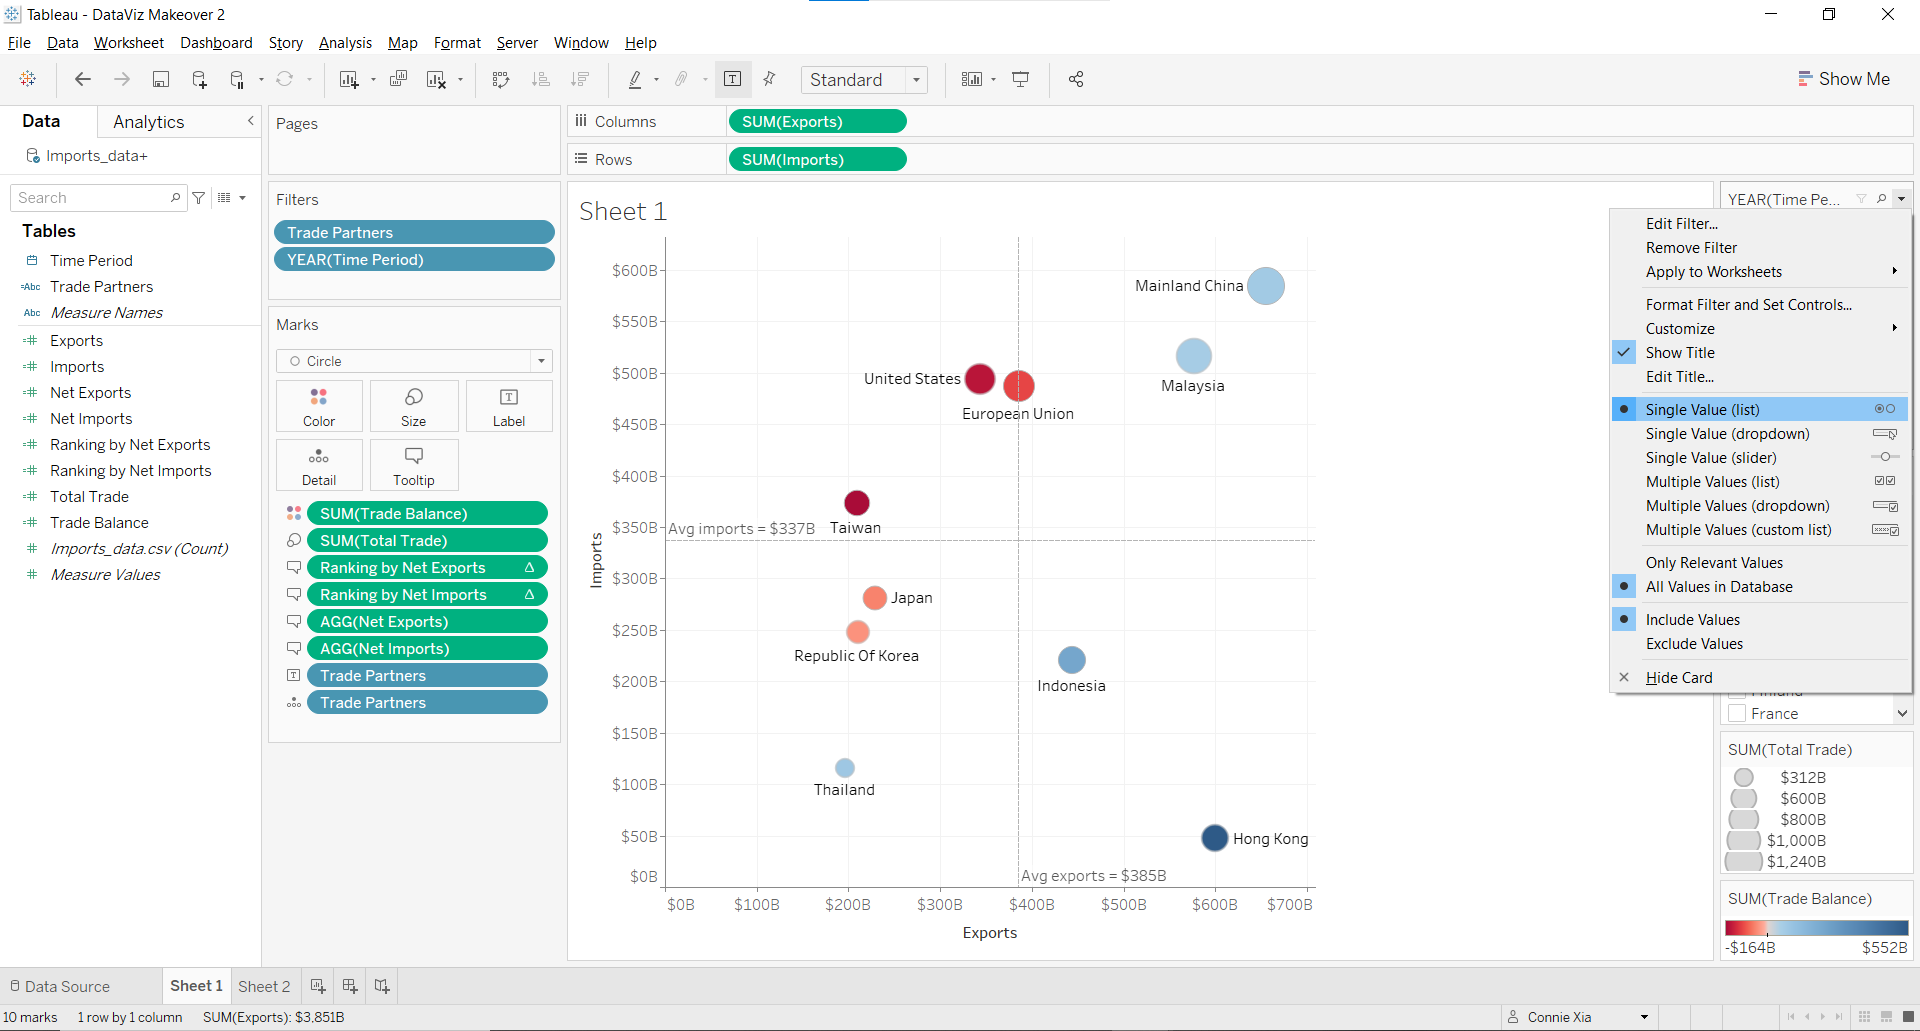 Tableau - DataViz Makeover 2
File Data Worksheet Dashboard Story Analysis Map Format Server Window Help
Standard
Show Me
Data
Analytics
Imports_data+
Search
Tables
Time Period
Abc Trade Partners
Abc Measure Names
Exports
Imports
Net Exports
Net Imports
Ranking by Net Exports
Ranking by Net Imports
Total Trade
Trade Balance
Imports_data.csv (Count)
Measure Values
Pages
Filters
Trade Partners
YEAR(Time Period)
Marks
Circle
Color
Size
Label
Detail
Tooltip
SUM(Trade Balance)
SUM(Total Trade)
Ranking by Net Exports
Ranking by Net Imports
AGG(Net Exports)
AGG(Net Imports)
Trade Partners
Trade Partners
Columns
SUM(Exports)
Rows
SUM(Imports)
Sheet 1
$600B
$550B
$500B
$450B
$400B
$350B
$300B
$250B
$200B
$150B
$100B
$50B
$0B
Imports
Mainland China
Malaysia
United States
European Union
Taiwan
Avg imports = $337B
Japan
Republic Of Korea
Indonesia
Thailand
Hong Kong
Avg exports = $385B
$0B
$100B
$200B
$300B
$400B
$500B
$600B
$700B
Exports
YEAR(Time Pe...
Edit Filter...
Remove Filter
Apply to Worksheets
Format Filter and Set Controls...
Customize
Show Title
Edit Title...
Single Value (list)
Single Value (dropdown)
Single Value (slider)
Multiple Values (list)
Multiple Values (dropdown)
Multiple Values (custom list)
Only Relevant Values
All Values in Database
Include Values
Exclude Values
Hide Card
France
SUM(Total Trade)
$312B
$600B
$800B
$1,000B
$1,240B
SUM(Trade Balance)
-$164B
$552B
Data Source
Sheet 1
Sheet 2
10 marks
1 row by 1 column
SUM(Exports): $3,851B
Connie Xia